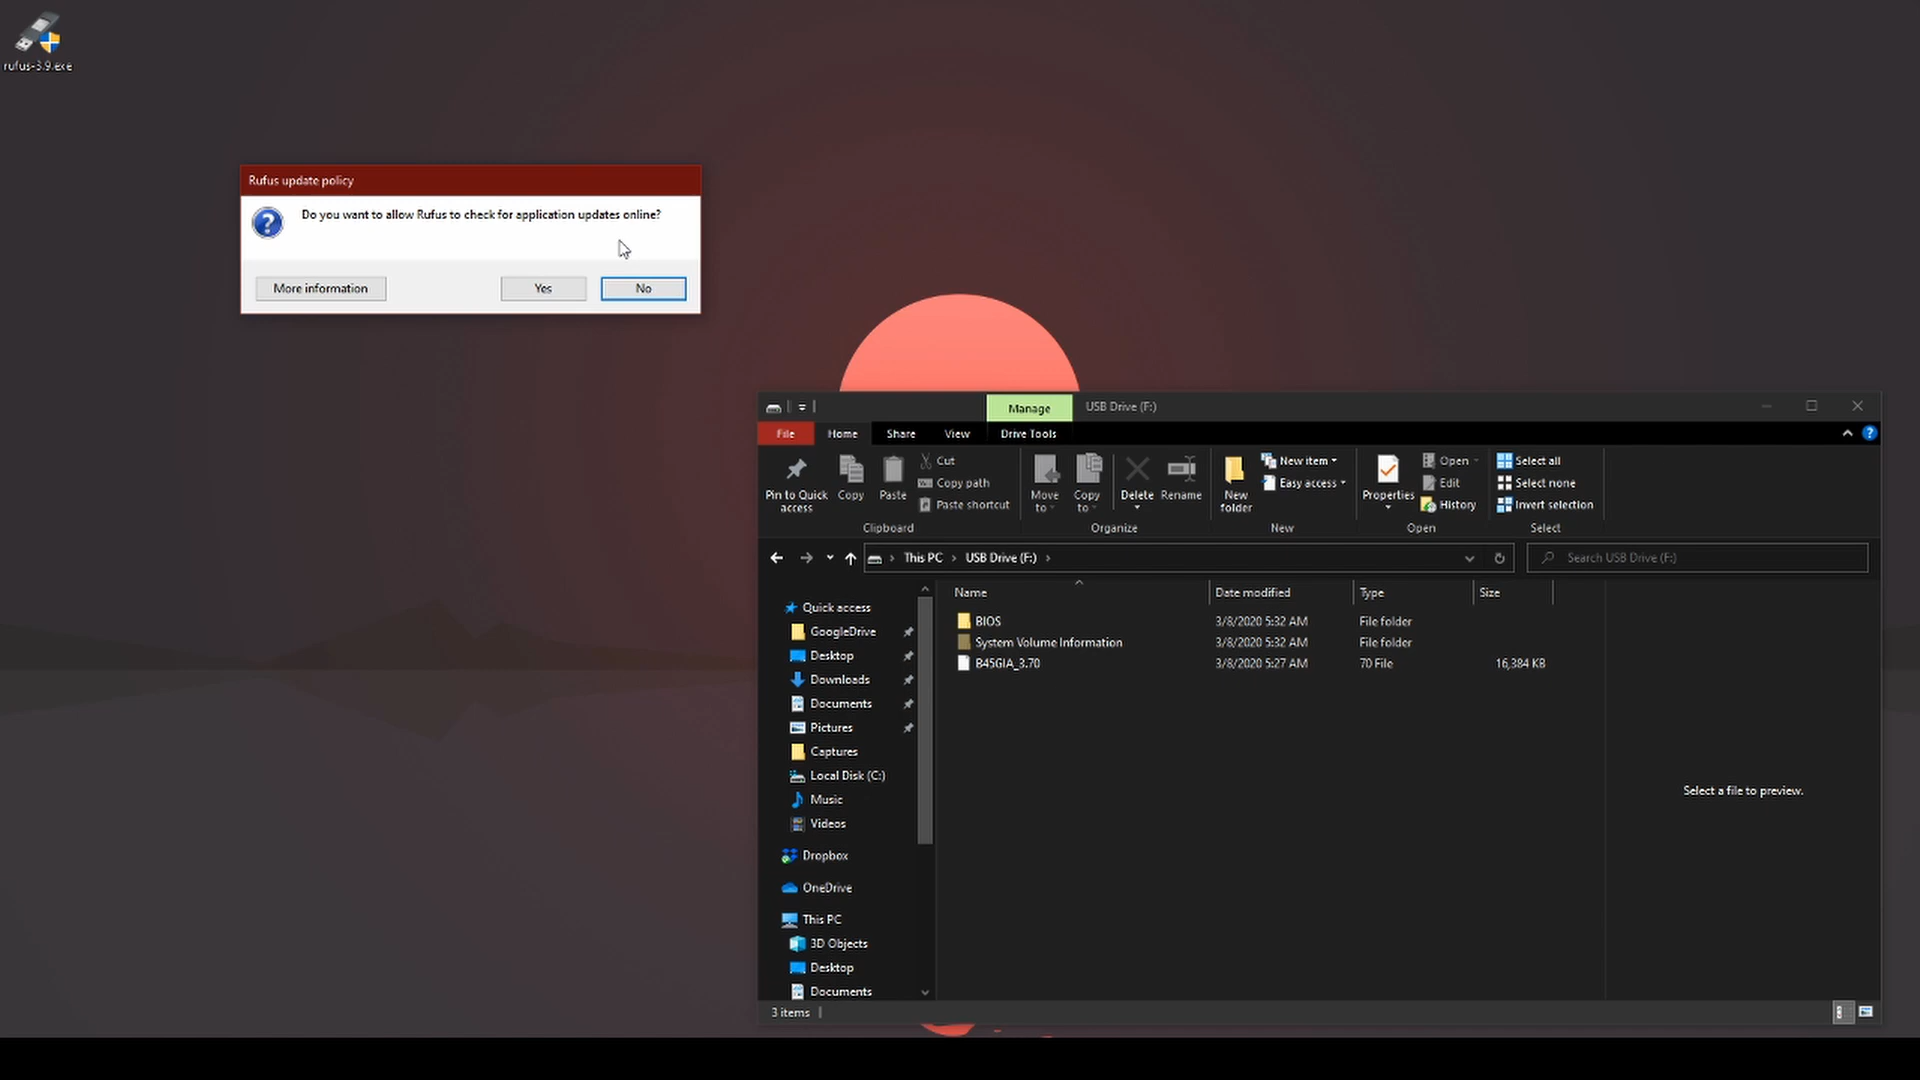 rufus-3.9.exe
Rufus update policy
Do you want to allow Rufus to check for application updates online?
More information
Yes
No
Manage
USB Drive (F:)
File
Home
Share
View
Drive Tools
Pin to Quick access
Copy
Paste
Cut
Copy path
Paste shortcut
Clipboard
Move to
Copy to
Delete
Rename
Organize
New folder
New item
Easy access
New
Properties
Open
Edit
History
Open
Select all
Select none
Invert selection
Select
This PC
USB Drive (F:)
Search USB Drive (F:)
Name
Date modified
Type
Size
BIOS 3/8/2020 5:32 AM File folder
System Volume Information 3/8/2020 5:32 AM File folder
B45GIA_3.70 3/8/2020 5:27 AM 70 File 16,384 KB
Quick access
GoogleDrive
Desktop
Downloads
Documents
Pictures
Captures
Local Disk (C:)
Music
Videos
Dropbox
OneDrive
This PC
3D Objects
Desktop
Documents
Select a file to preview.
3 items